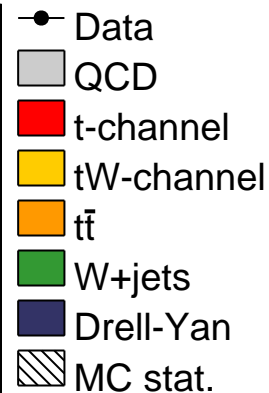 Data
QCD
t-channel
tW-channel
tt̄
W+jets
Drell-Yan
MC stat.